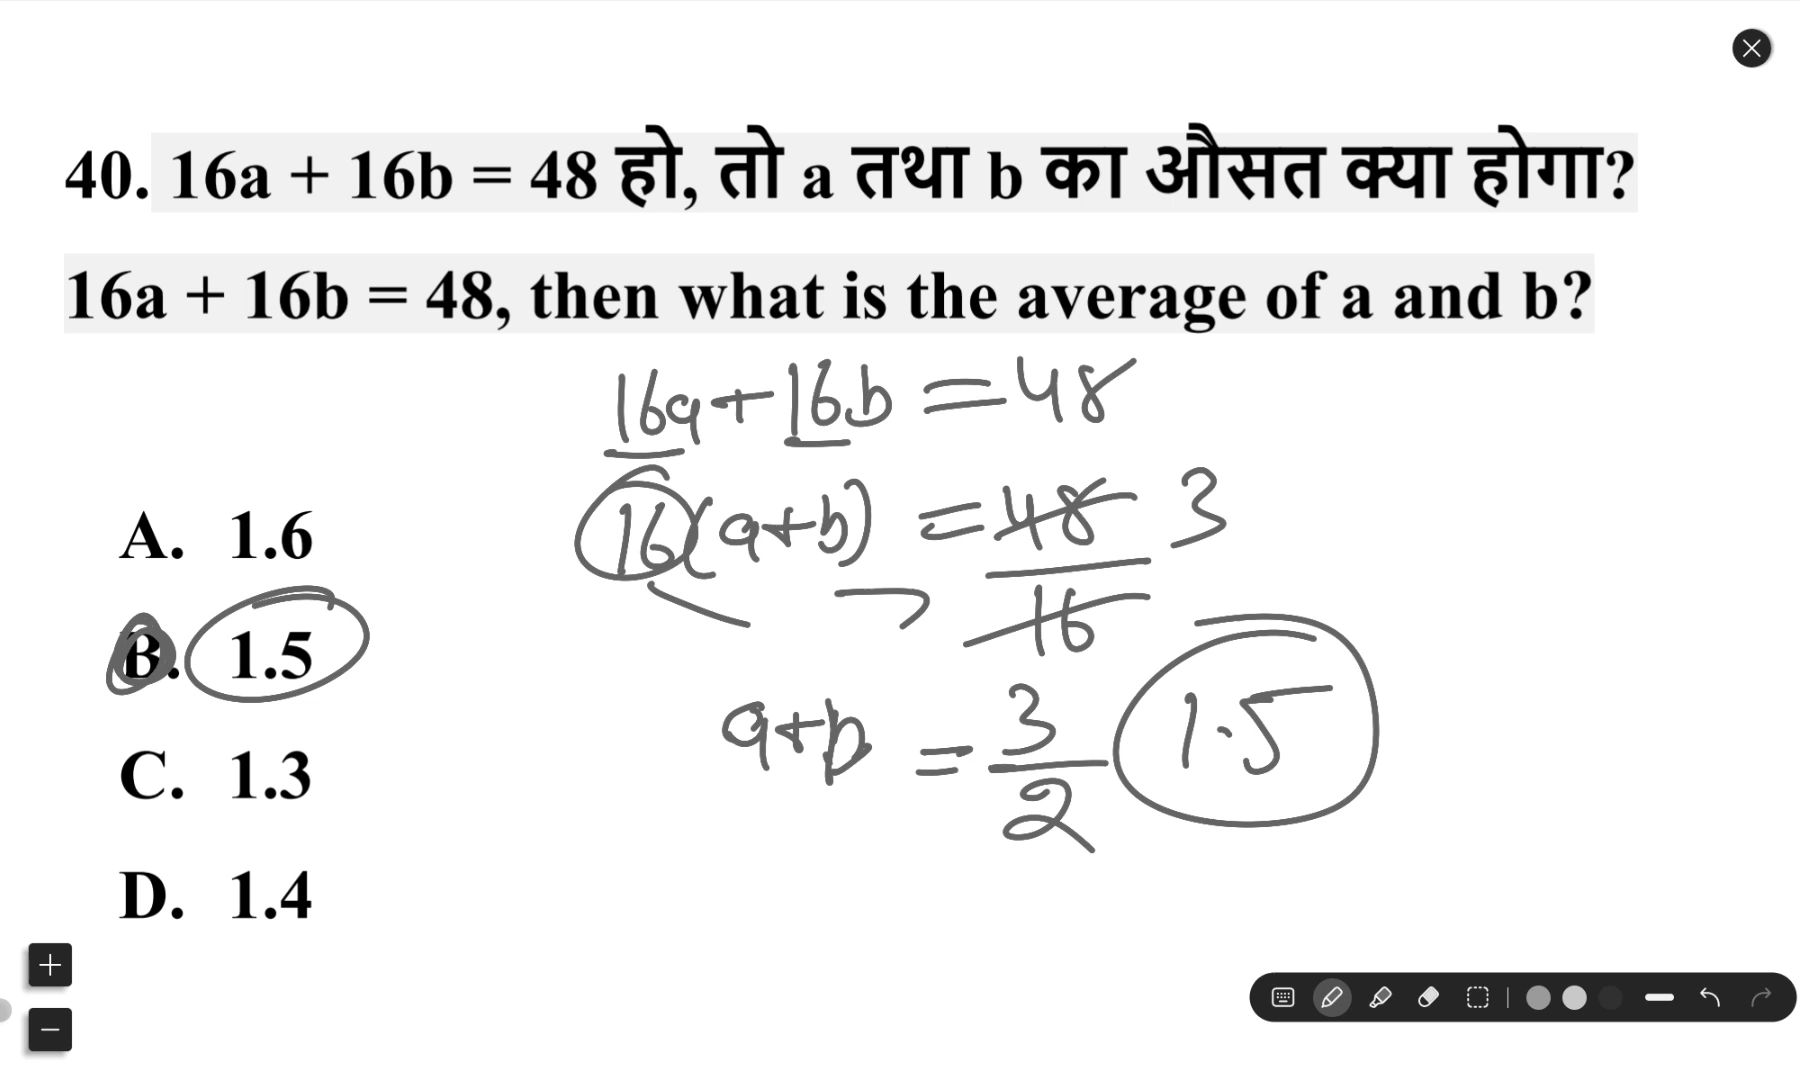 40. 16a + 16b = 48 हो, तो a तथा b का औसत क्या होगा?
16a + 16b = 48, then what is the average of a and b?
16a + 16b = 48
16(a+b) = 48/16 3
a+b = 3/2 1.5
A. 1.6
B. 1.5
C. 1.3
D. 1.4